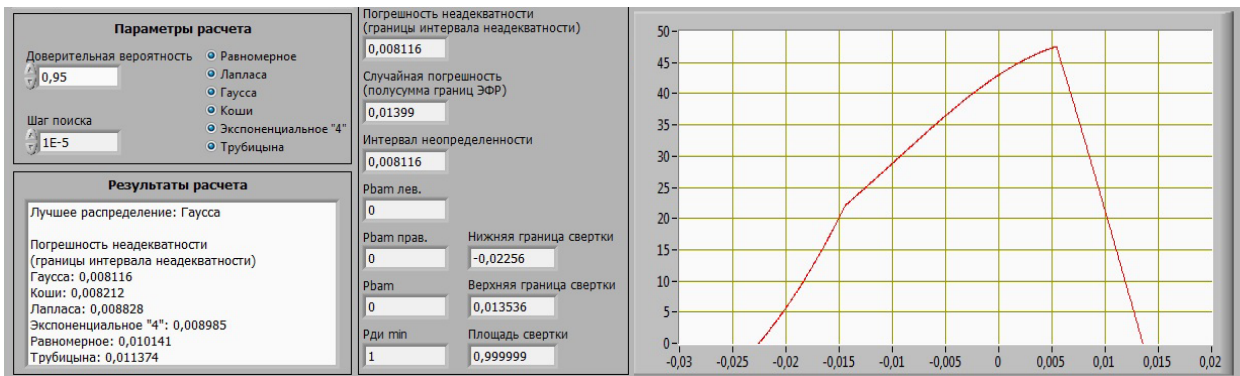 Параметры расчета
Доверительная вероятность
0,95
Шаг поиска
1E-5
Равномерное
Лапласа
Гаусса
Коши
Экспоненциальное "4"
Трубицына
Результаты расчета
Лучшее распределение: Гаусса
Погрешность неадекватности
(границы интервала неадекватности)
Гаусса: 0,008116
Коши: 0,008212
Лапласа: 0,008828
Экспоненциальное "4": 0,008985
Равномерное: 0,010141
Трубицына: 0,011374
Погрешность неадекватности
(границы интервала неадекватности)
0,008116
Случайная погрешность
(полусумма границ ЭФР)
0,01399
Интервал неопределенности
0,008116
Pbam лев.
0
Pbam прав.
0
Нижняя граница свертки
-0,02256
Pbam
0
Верхняя граница свертки
0,013536
Pди min
1
Площадь свертки
0,999999
50
45
40
35
30
25
20
15
10
5
0
-0,03 -0,025 -0,02 -0,015 -0,01 -0,005 0 0,005 0,01 0,015 0,02